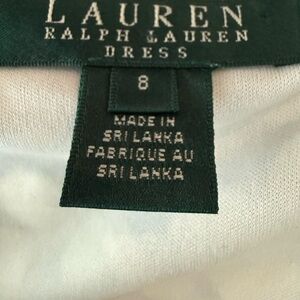 LAUREN
RALPH LAUREN
DRESS
8
MADE IN
SRI LANKA
FABRIQUE AU
SRI LANKA